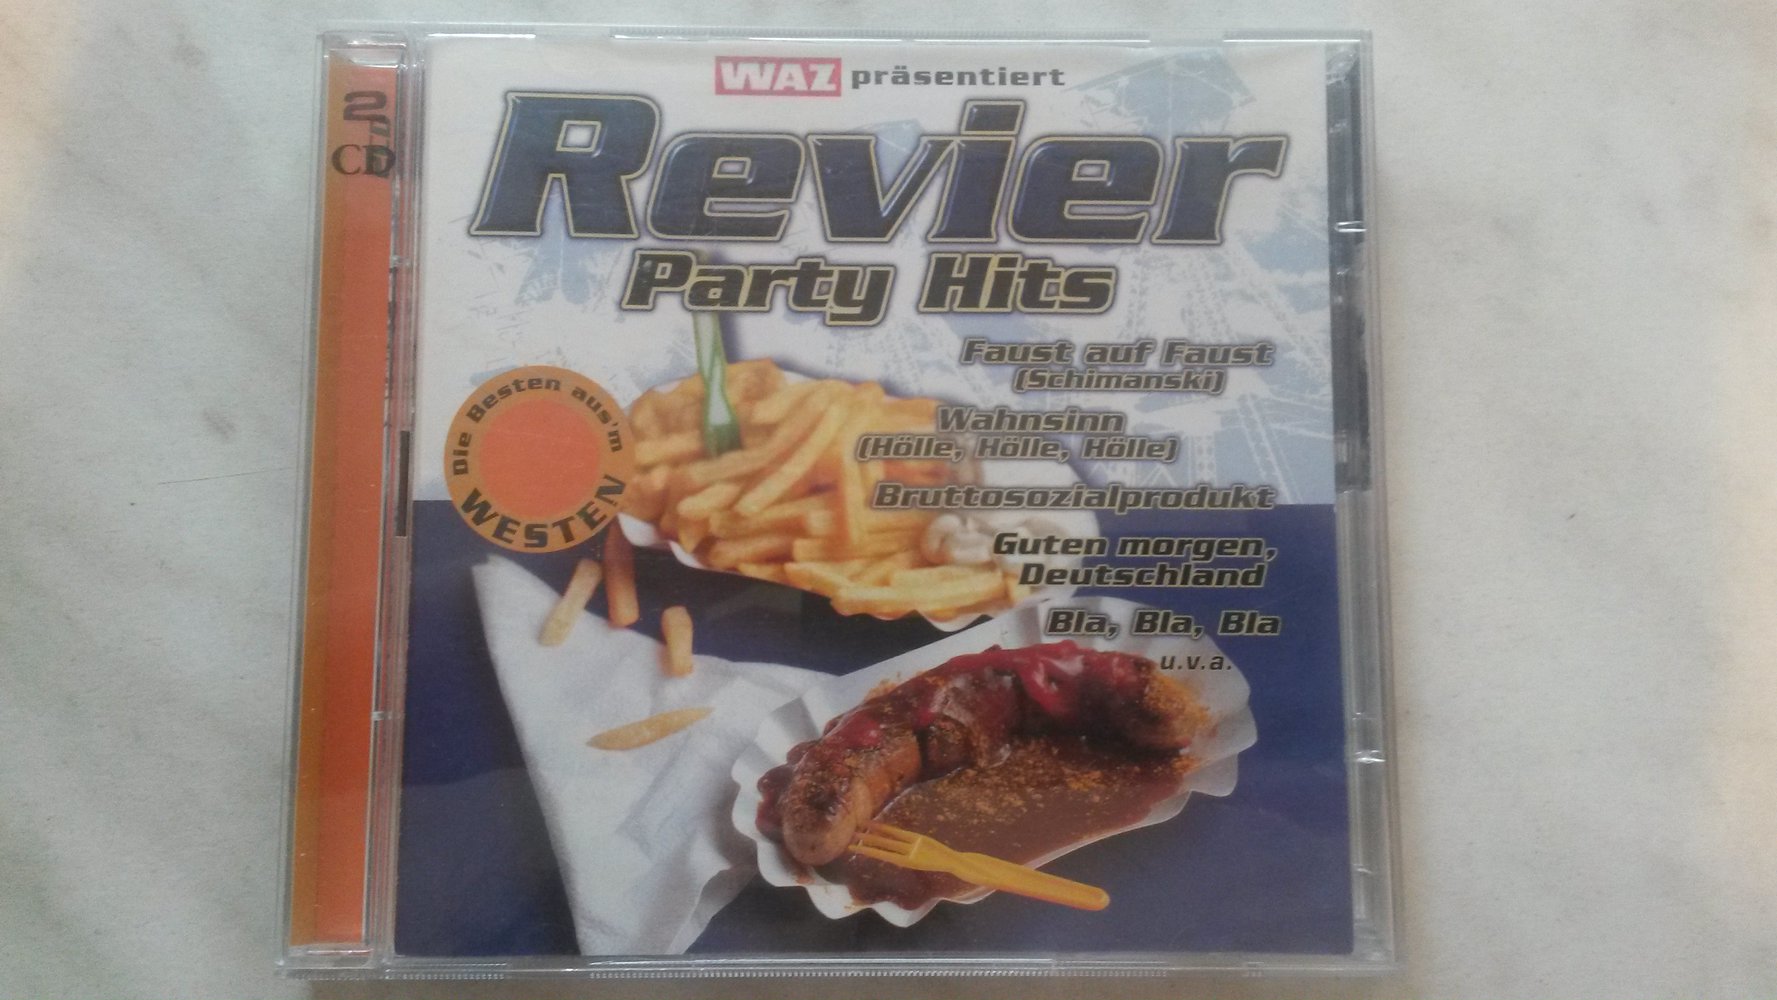 WAZ präsentiert
2
CD
Revier
Party Hits
Faust auf Faust
(Schimanski)
Wahnsinn
(Hölle, Hölle, Hölle)
Bruttosozialprodukt
Guten morgen,
Deutschland
Bla, Bla, Bla
u.v.a.
Die Besten aus'm
WESTEN